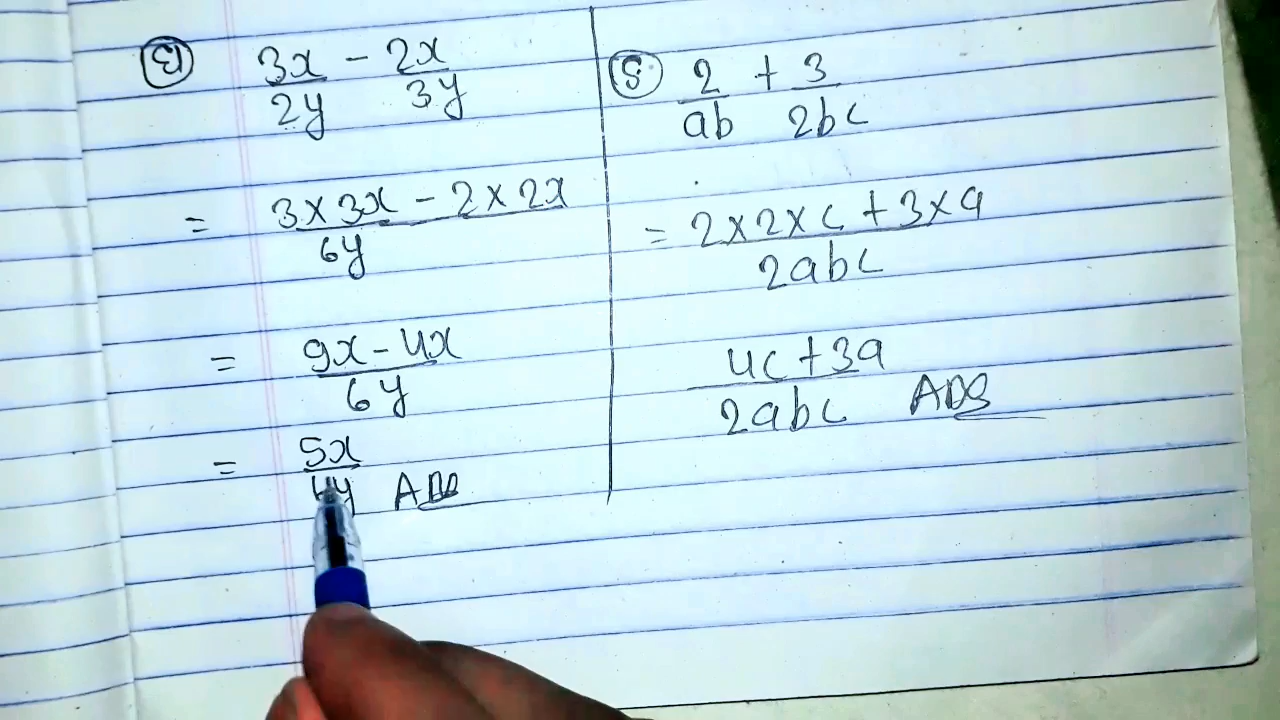 (घ) 3x/2y - 2x/3y
= 3×3x - 2×2x / 6y
= 9x - 4x / 6y
= 5x/4y Ans
(ङ) 2/ab + 3/2bc
= 2×2×c + 3×a / 2abc
4c + 3a / 2abc Ans